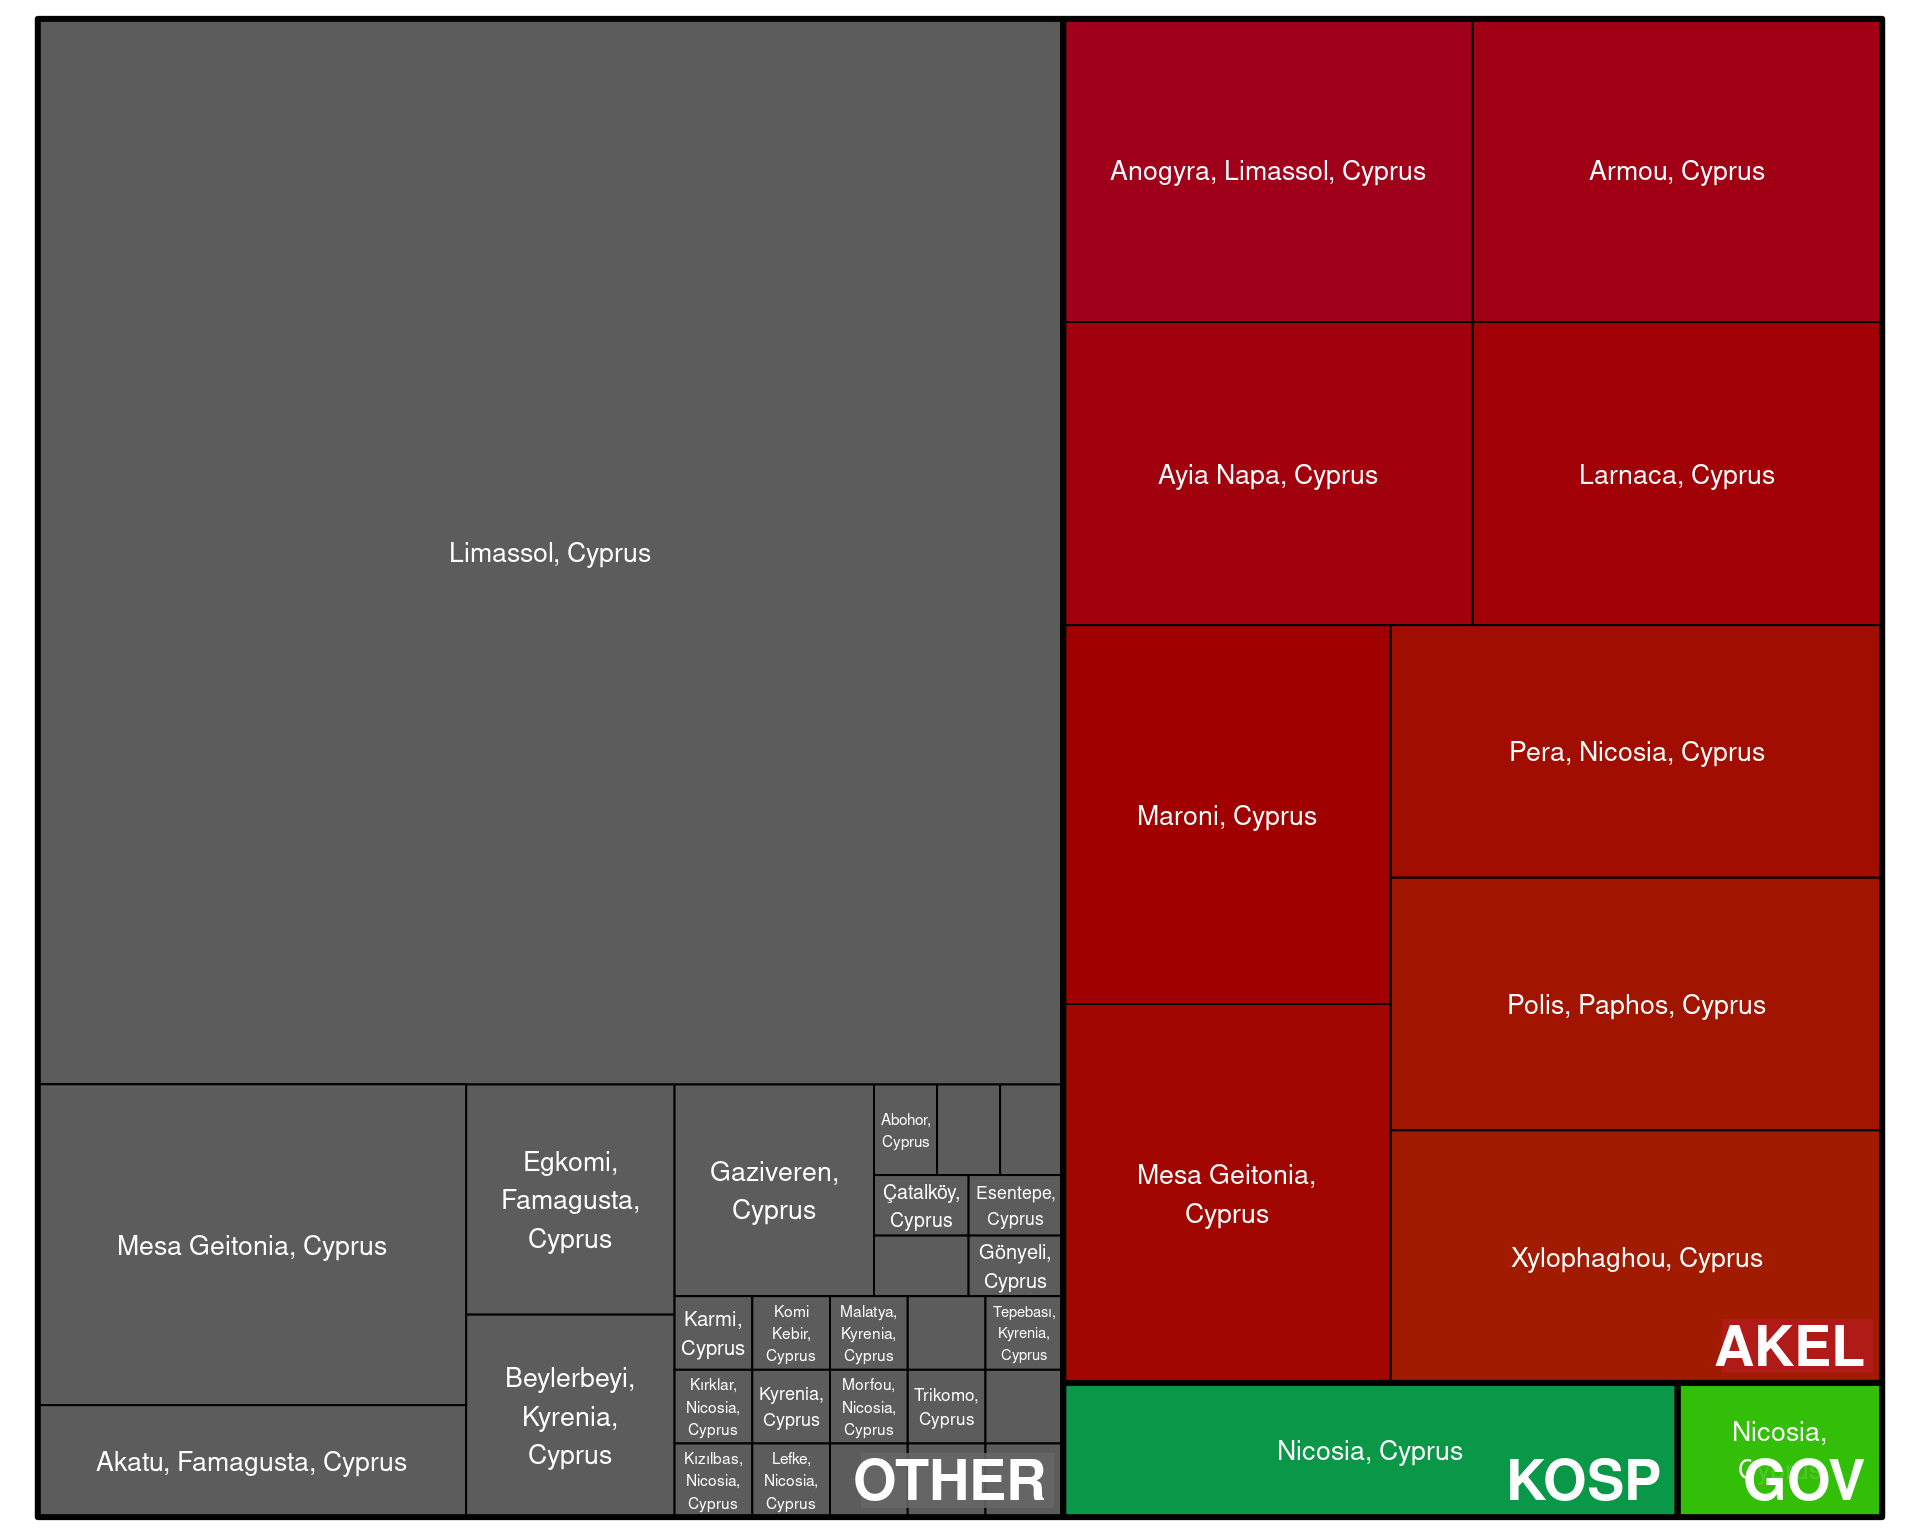 Limassol, Cyprus
Mesa Geitonia, Cyprus
Akatu, Famagusta, Cyprus
Egkomi,
Famagusta,
Cyprus
Beylerbeyi,
Kyrenia,
Cyprus
Gaziveren,
Cyprus
Abohor,
Cyprus
Çatalköy,
Cyprus
Esentepe,
Cyprus
Gönyeli,
Cyprus
Karmi,
Cyprus
Komi
Kebir,
Cyprus
Malatya,
Kyrenia,
Cyprus
Tepebası,
Kyrenia,
Cyprus
Kırklar,
Nicosia,
Cyprus
Kyrenia,
Cyprus
Morfou,
Nicosia,
Cyprus
Trikomo,
Cyprus
Kızılbas,
Nicosia,
Cyprus
Lefke,
Nicosia,
Cyprus
OTHER
Anogyra, Limassol, Cyprus
Armou, Cyprus
Ayia Napa, Cyprus
Larnaca, Cyprus
Maroni, Cyprus
Pera, Nicosia, Cyprus
Polis, Paphos, Cyprus
Mesa Geitonia,
Cyprus
Xylophaghou, Cyprus
AKEL
Nicosia, Cyprus
KOSP
Nicosia,
GOV